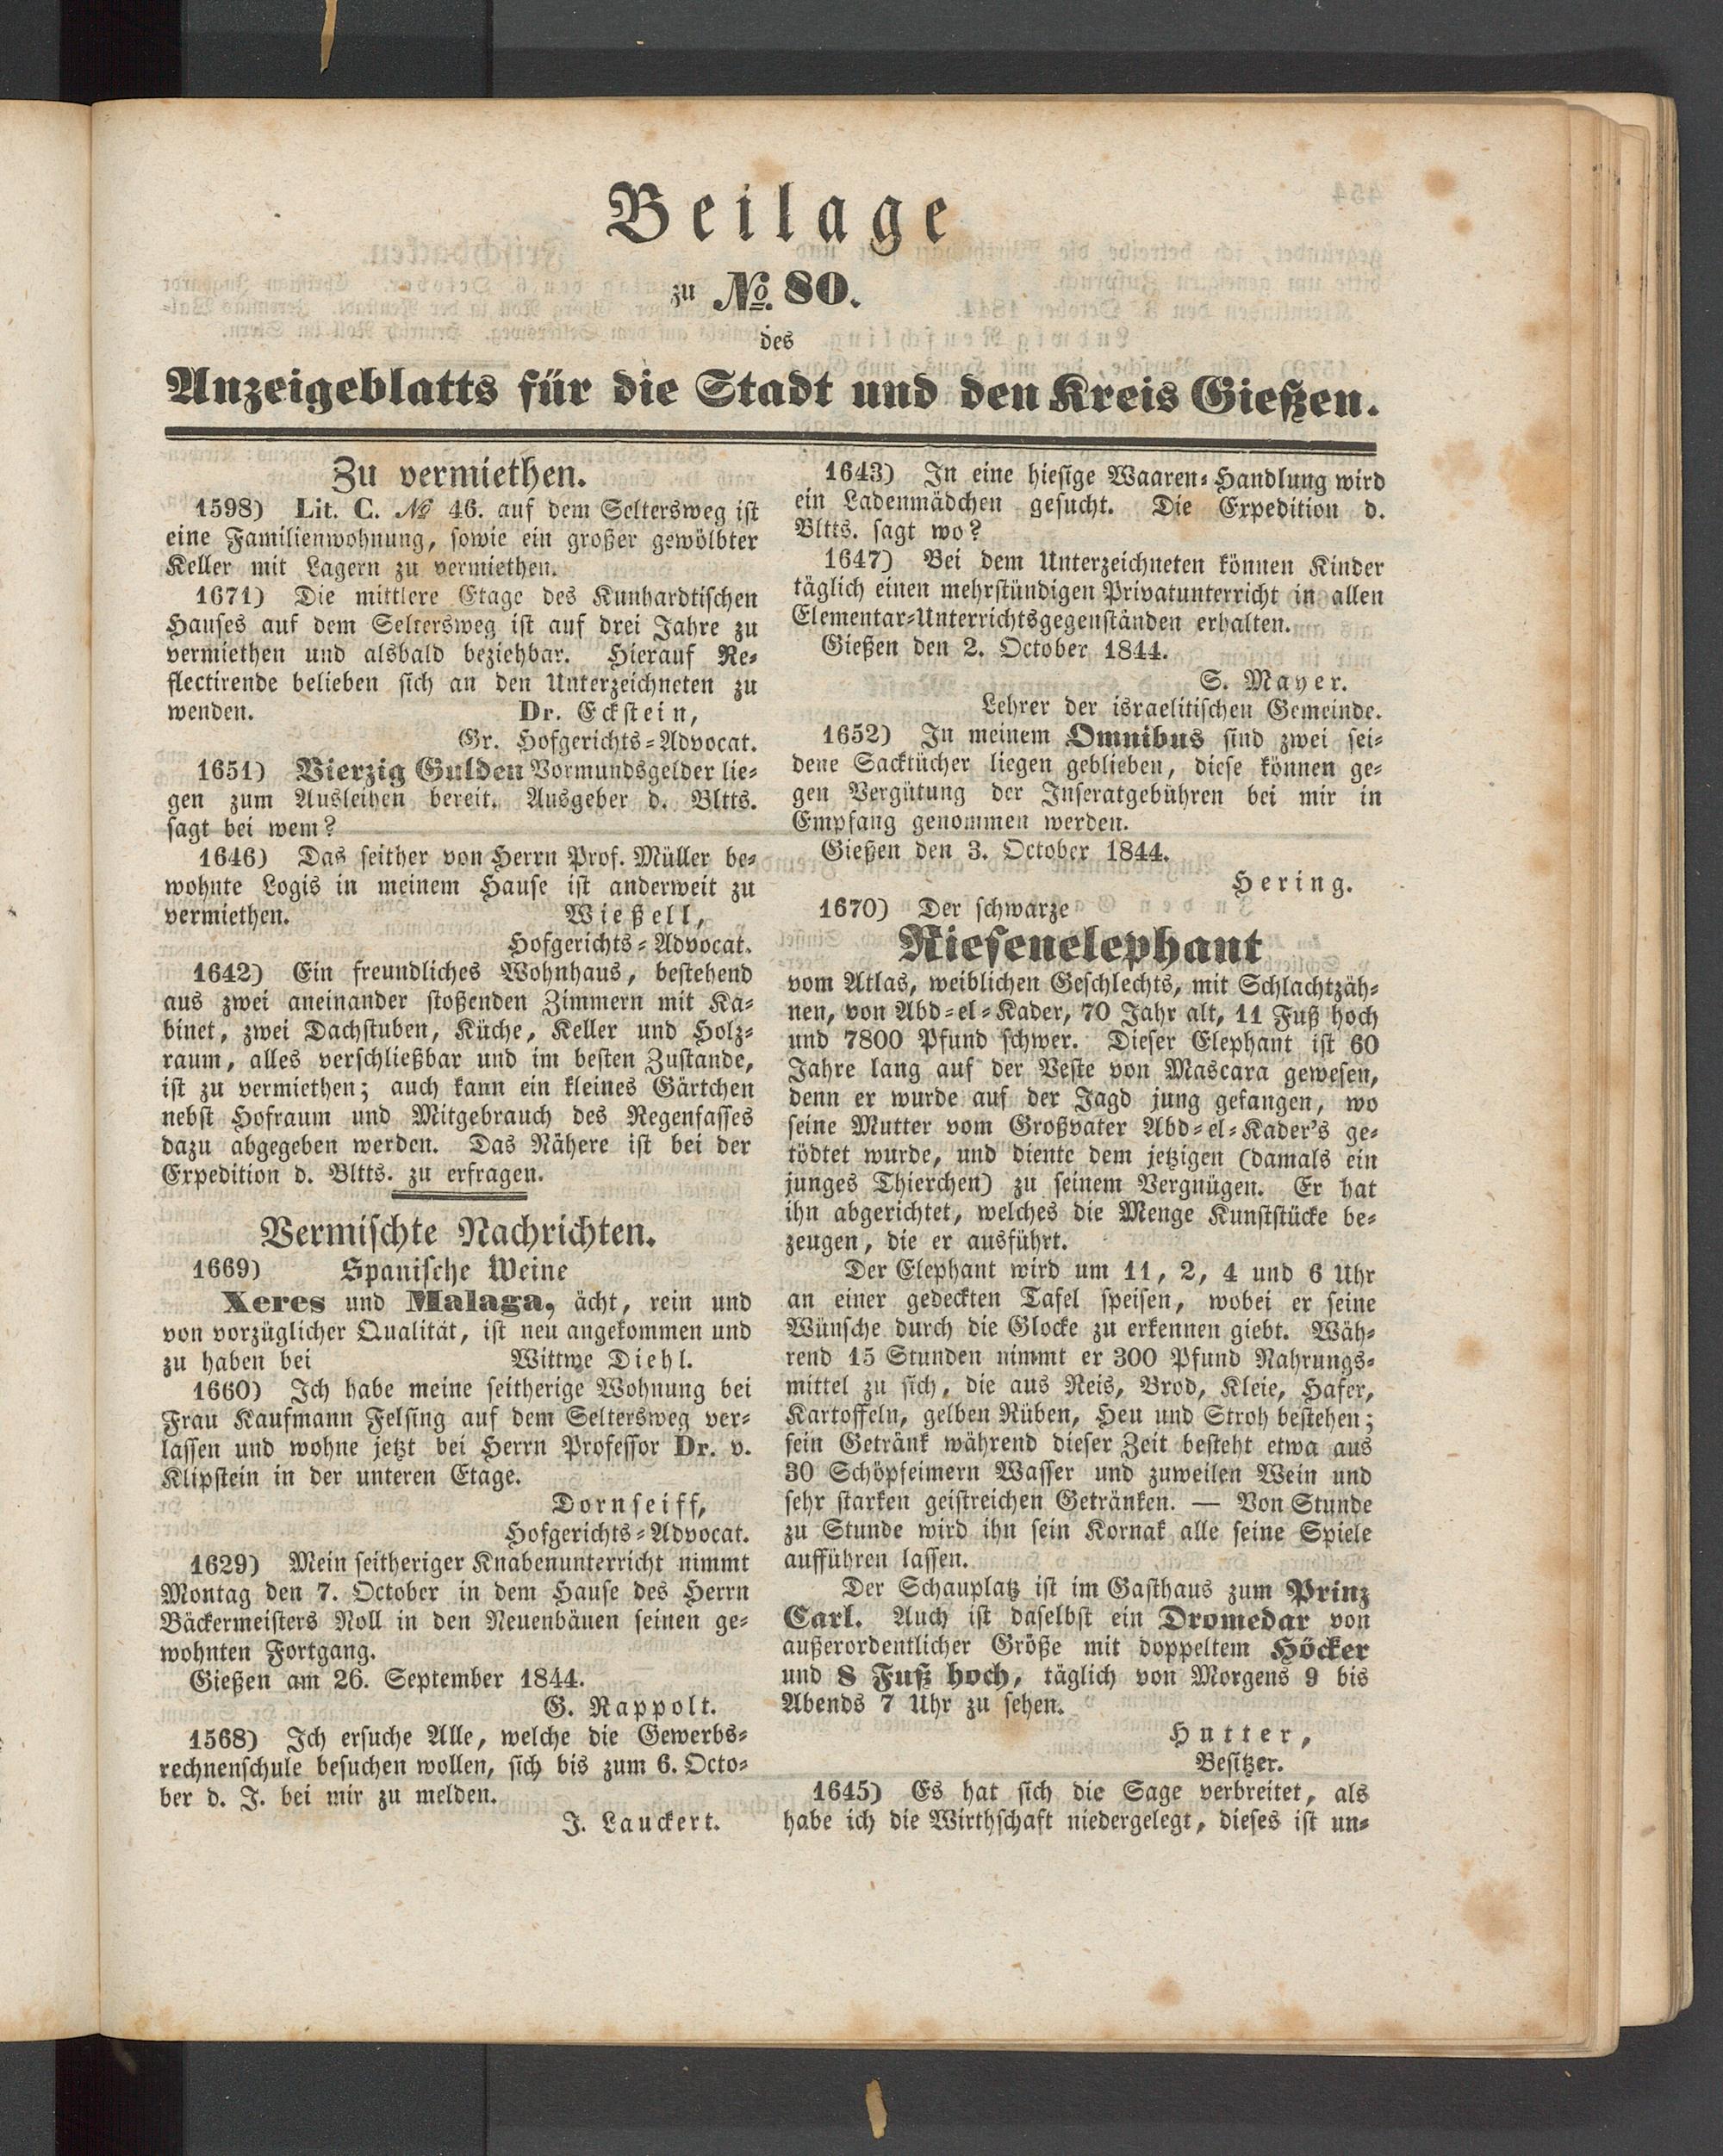 Beilage
zu №. 80.
des
Anzeigeblatts für die Stadt und den Kreis Gießen.
Zu vermiethen.
1598) Lit. C. № 46. auf dem Seltersweg ist
eine Familienwohnung, sowie ein großer gewölbter
Keller mit Lagern zu vermiethen.
1671) Die mittlere Etage des Kunhardtischen
Hauses auf dem Seltersweg ist auf drei Jahre zu
vermiethen und alsbald beziehbar. Hierauf Re-
flectirende belieben sich an den Unterzeichneten zu
wenden. Dr. Eckstein,
Gr. Hofgerichts-Advocat.
1651) Vierzig Gulden Vormundsgelder lie-
gen zum Ausleihen bereit. Ausgeber d. Bltts.
sagt bei wem?
1646) Das seither von Herrn Prof. Müller be-
wohnte Logis in meinem Hause ist anderweit zu
vermiethen. Wießell,
Hofgerichts-Advocat.
1642) Ein freundliches Wohnhaus, bestehend
aus zwei aneinander stoßenden Zimmern mit Ka-
binet, zwei Dachstuben, Küche, Keller und Holz-
raum, alles verschließbar und im besten Zustande,
ist zu vermiethen; auch kann ein kleines Gärtchen
nebst Hofraum und Mitgebrauch des Regenfasses
dazu abgegeben werden. Das Nähere ist bei der
Expedition d. Bltts. zu erfragen.
Vermischte Nachrichten.
1669) Spanische Weine
Xeres und Malaga, ächt, rein und
von vorzüglicher Qualität, ist neu angekommen und
zu haben bei Wittwe Diehl.
1660) Ich habe meine seitherige Wohnung bei
Frau Kaufmann Felsing auf dem Seltersweg ver-
lassen und wohne jetzt bei Herrn Professor Dr. v.
Klipstein in der unteren Etage.
Dornseiff,
Hofgerichts-Advocat.
1629) Mein seitheriger Knabenunterricht nimmt
Montag den 7. October in dem Hause des Herrn
Bäckermeisters Noll in den Neuenbäuen seinen ge-
wohnten Fortgang.
Gießen am 26. September 1844.
G. Rappolt.
1568) Ich ersuche Alle, welche die Gewerbs-
rechnenschule besuchen wollen, sich bis zum 6. Octo-
ber d. J. bei mir zu melden.
J. Lauckert.
1643) In eine hiesige Waaren-Handlung wird
ein Ladenmädchen gesucht. Die Expedition d.
Bltts. sagt wo?
1647) Bei dem Unterzeichneten können Kinder
täglich einen mehrstündigen Privatunterricht in allen
Elementar-Unterrichtsgegenständen erhalten.
Gießen den 2. October 1844.
S. Mayer.
Lehrer der israelitischen Gemeinde.
1652) In meinem Omnibus sind zwei sei-
dene Sacktücher liegen geblieben, diese können ge-
gen Vergütung der Inseratgebühren bei mir in
Empfang genommen werden.
Gießen den 3. October 1844.
Hering.
1670) Der schwarze
Riesenelephant
vom Atlas, weiblichen Geschlechts, mit Schlachtzäh-
nen, von Abd-el-Kader, 70 Jahr alt, 11 Fuß hoch
und 7800 Pfund schwer. Dieser Elephant ist 60
Jahre lang auf der Veste von Mascara gewesen,
denn er wurde auf der Jagd jung gefangen, wo
seine Mutter vom Großvater Abd-el-Kader's ge-
tödtet wurde, und diente dem jetzigen (damals ein
junges Thierchen) zu seinem Vergnügen. Er hat
ihn abgerichtet, welches die Menge Kunststücke be-
zeugen, die er ausführt.
Der Elephant wird um 11, 2, 4 und 6 Uhr
an einer gedeckten Tafel speisen, wobei er seine
Wünsche durch die Glocke zu erkennen giebt. Wäh-
rend 15 Stunden nimmt er 300 Pfund Nahrungs-
mittel zu sich, die aus Reis, Brod, Kleie, Hafer,
Kartoffeln, gelben Rüben, Heu und Stroh bestehen;
sein Getränk während dieser Zeit besteht etwa aus
30 Schöpfeimern Wasser und zuweilen Wein und
sehr starken geistreichen Getränken. — Von Stunde
zu Stunde wird ihn sein Kornak alle seine Spiele
aufführen lassen.
Der Schauplatz ist im Gasthaus zum Prinz
Carl. Auch ist daselbst ein Dromedar von
außerordentlicher Größe mit doppeltem Höcker
und 8 Fuß hoch, täglich von Morgens 9 bis
Abends 7 Uhr zu sehen.
Hutter,
Besitzer.
1645) Es hat sich die Sage verbreitet, als
habe ich die Wirthschaft niedergelegt, dieses ist un-